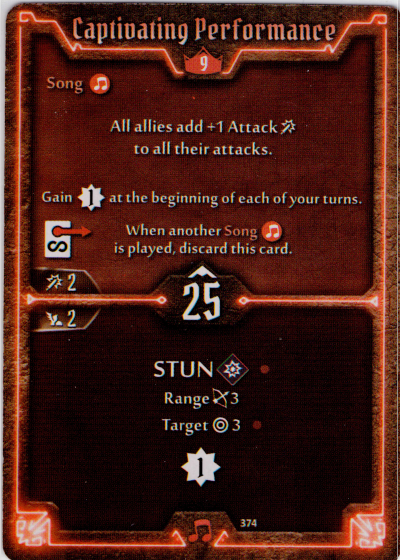 Captivating Performance
9
Song
All allies add +1 Attack
to all their attacks.
Gain 1 at the beginning of each of your turns.
When another Song
is played, discard this card.
2
25
2
STUN
Range 3
Target 3
1
374